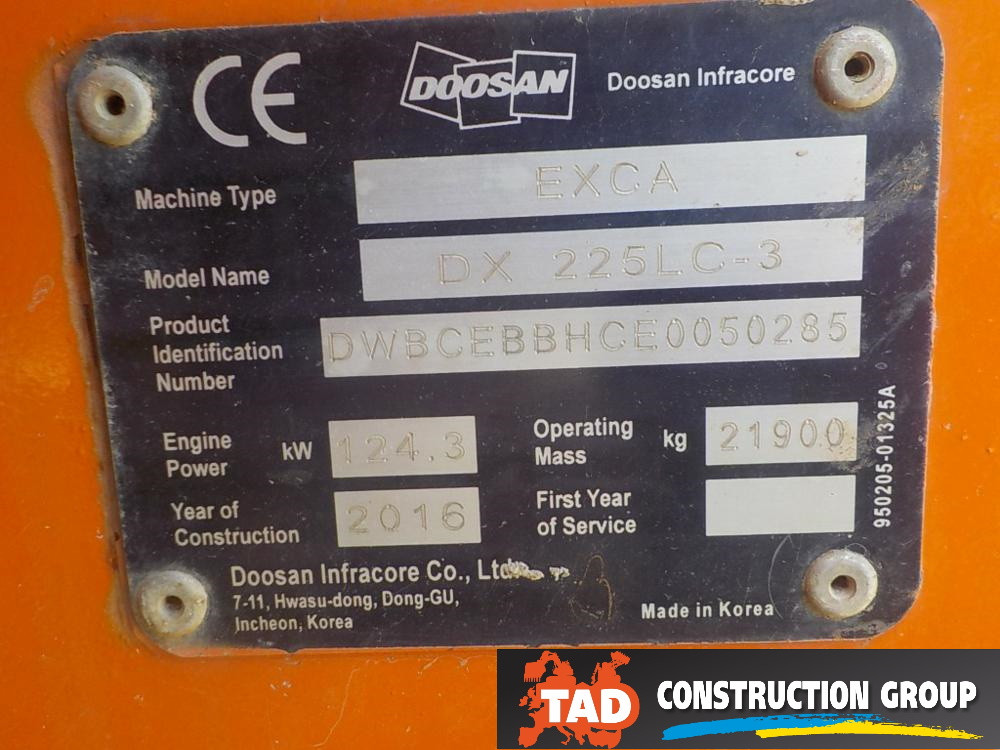 CE DOOSAN Doosan Infracore
Machine Type EXCA
Model Name DX 225LC-3
Product
Identification
Number
DWBCEBBHCE0050285
Engine
Power
kW 124.3
Operating
Mass
kg 21900
Year of
Construction
2016
First Year
of Service
950205-01325A
Doosan Infracore Co., Ltd
7-11, Hwasu-dong, Dong-GU,
Incheon, Korea
Made in Korea
TAD CONSTRUCTION GROUP